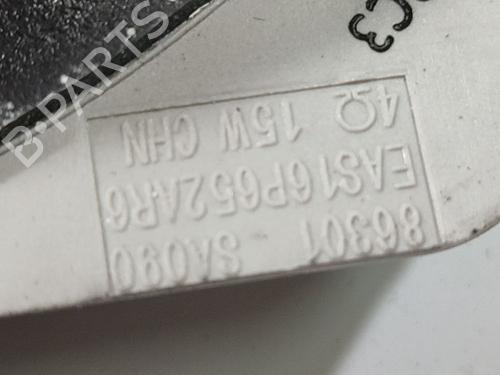 86301 SA090
EAS16P652AR6
4Ω 15W CHN
B-PARTS